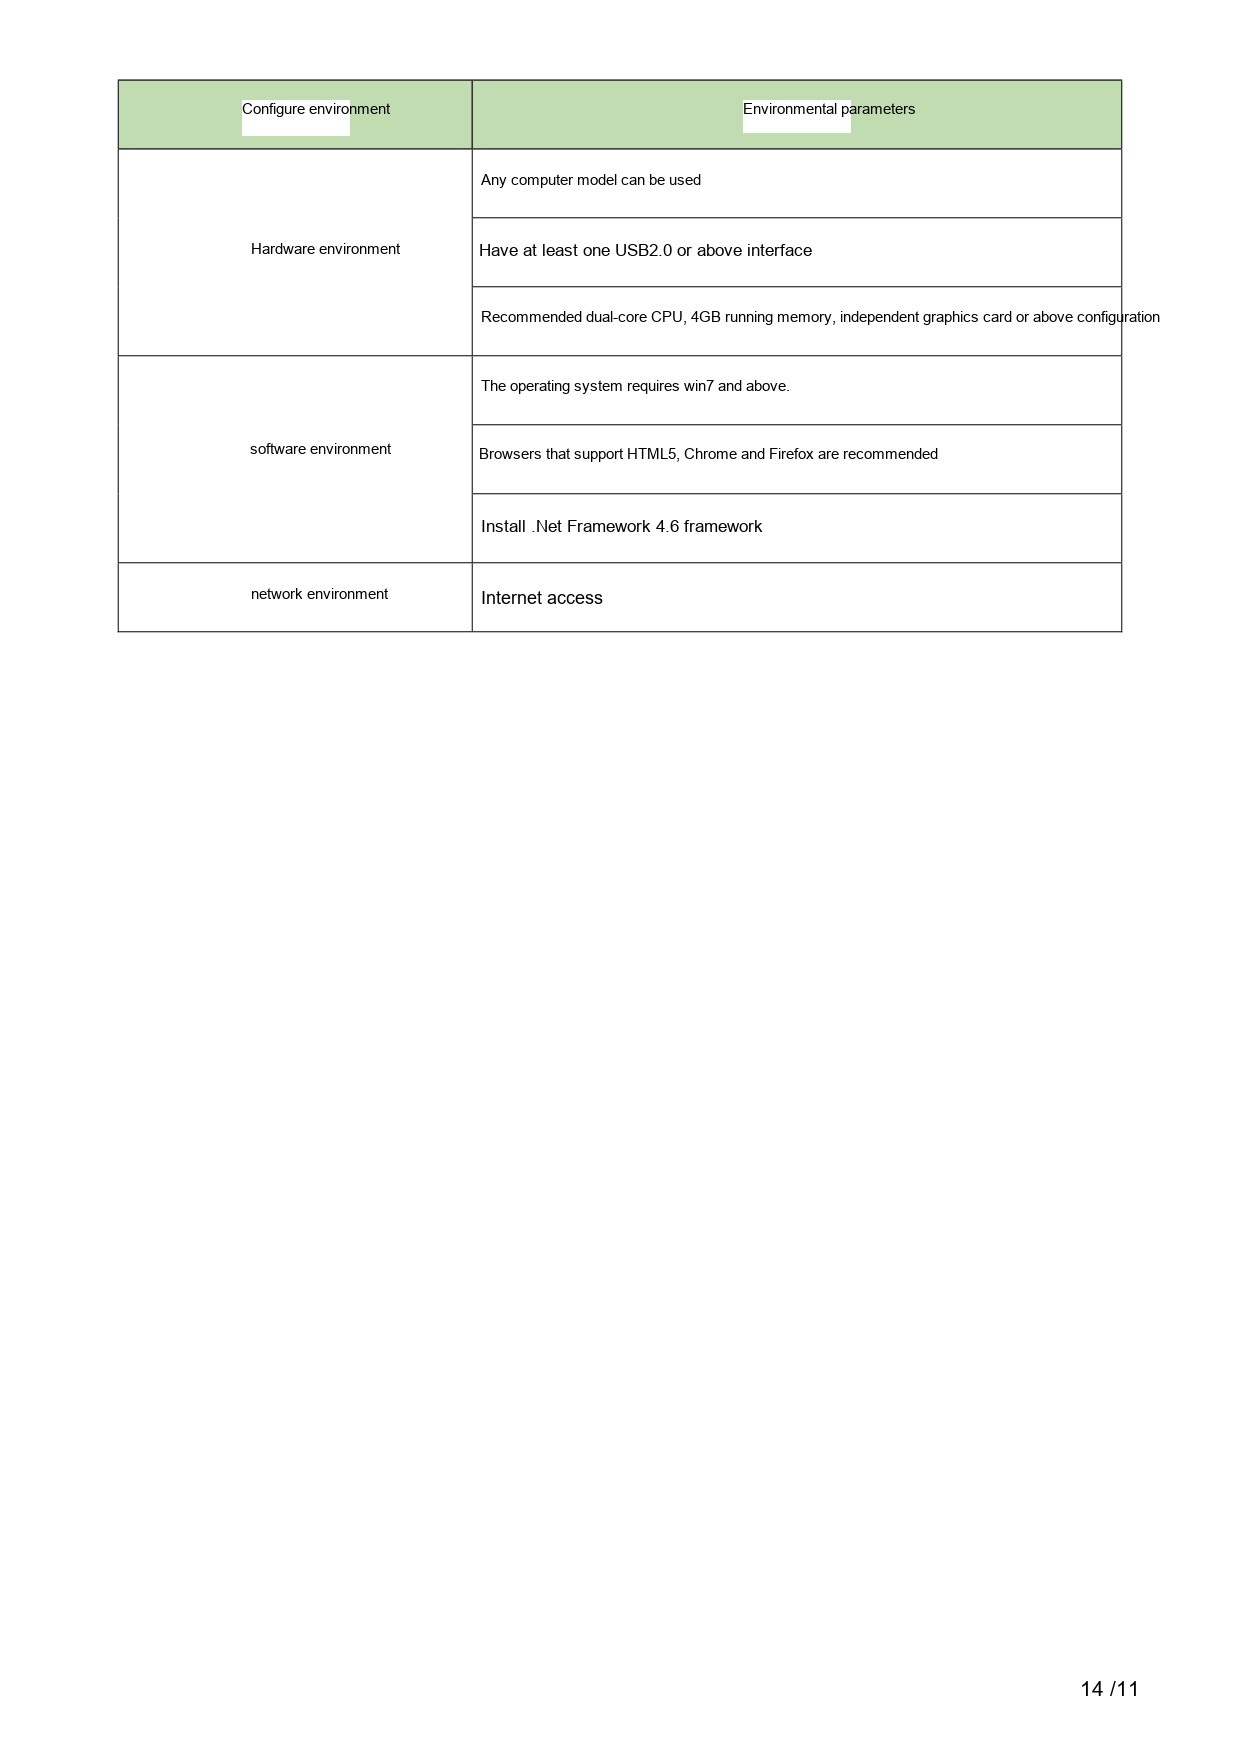 Configure environment
Environmental parameters
Hardware environment
Any computer model can be used
Have at least one USB2.0 or above interface
Recommended dual-core CPU, 4GB running memory, independent graphics card or above configuration
software environment
The operating system requires win7 and above.
Browsers that support HTML5, Chrome and Firefox are recommended
Install .Net Framework 4.6 framework
network environment
Internet access
14 /11